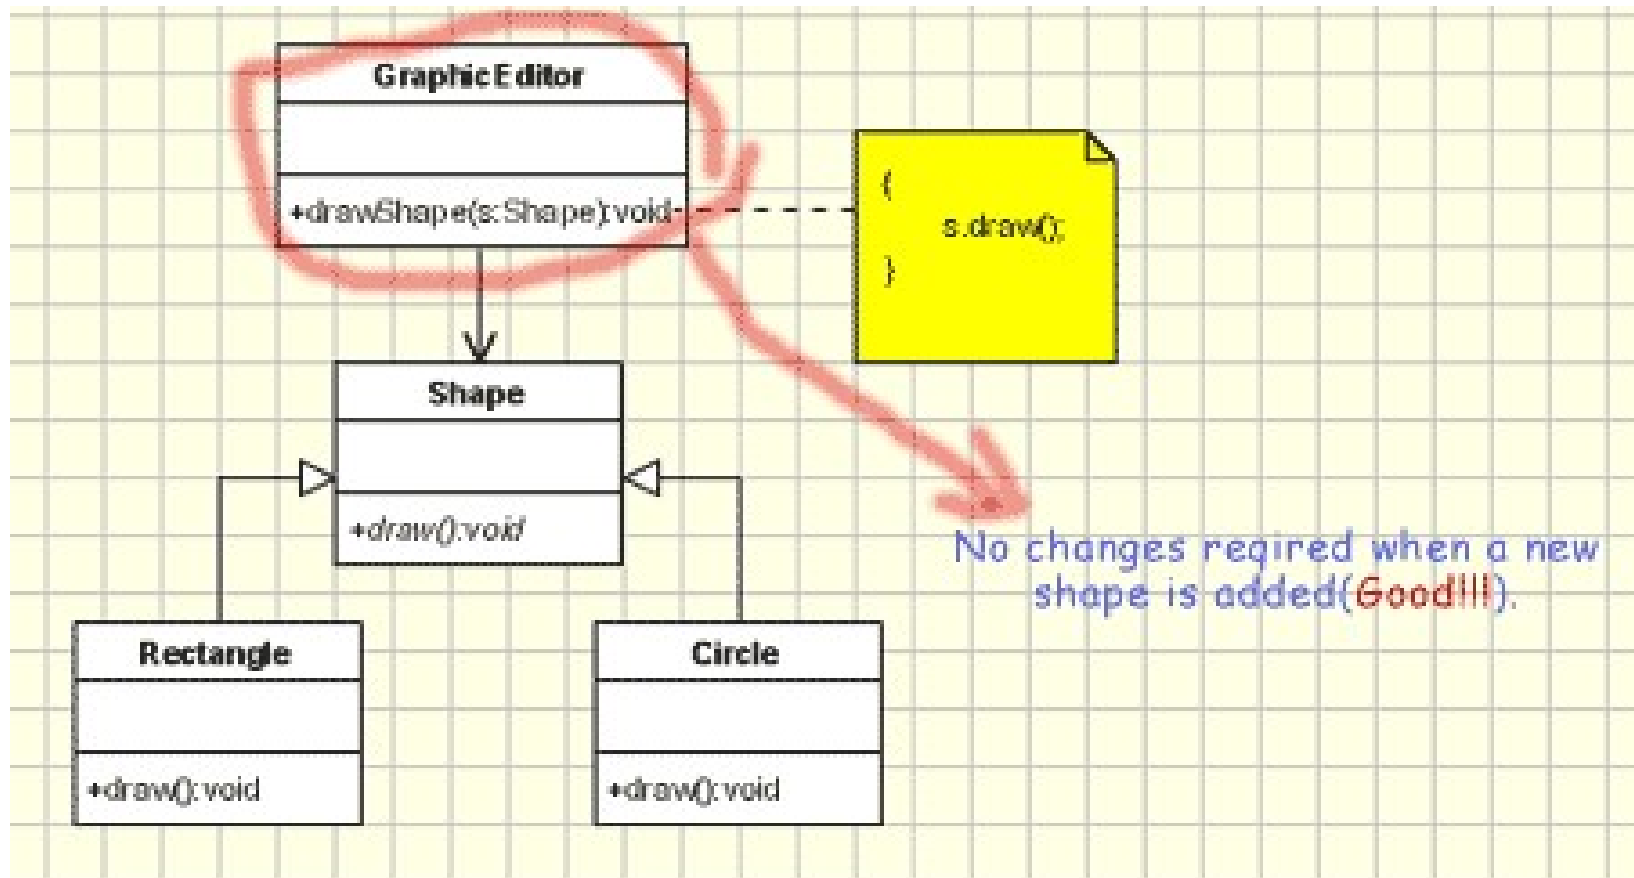 GraphicEditor
+drawShape(s:Shape):void
{
s.draw();
}
Shape
+draw():void
No changes reqired when a new
shape is added(Good!!!).
Rectangle
+draw():void
Circle
+draw():void